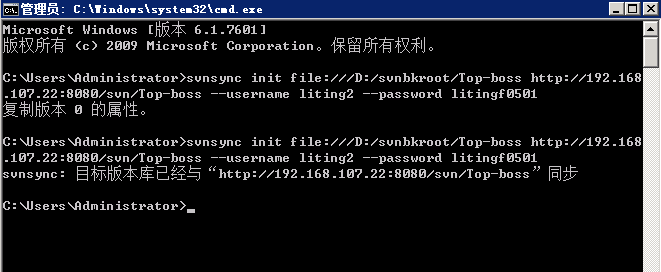 管理员: C:\Windows\system32\cmd.exe
Microsoft Windows [版本 6.1.7601]
版权所有 (c) 2009 Microsoft Corporation。保留所有权利。
C:\Users\Administrator>svnsync init file:///D:/svnbkroot/Top-boss http://192.168
.107.22:8080/svn/Top-boss --username liting2 --password litingf0501
复制版本 0 的属性。
C:\Users\Administrator>svnsync init file:///D:/svnbkroot/Top-boss http://192.168
.107.22:8080/svn/Top-boss --username liting2 --password litingf0501
svnsync: 目标版本库已经与“http://192.168.107.22:8080/svn/Top-boss”同步
C:\Users\Administrator>_